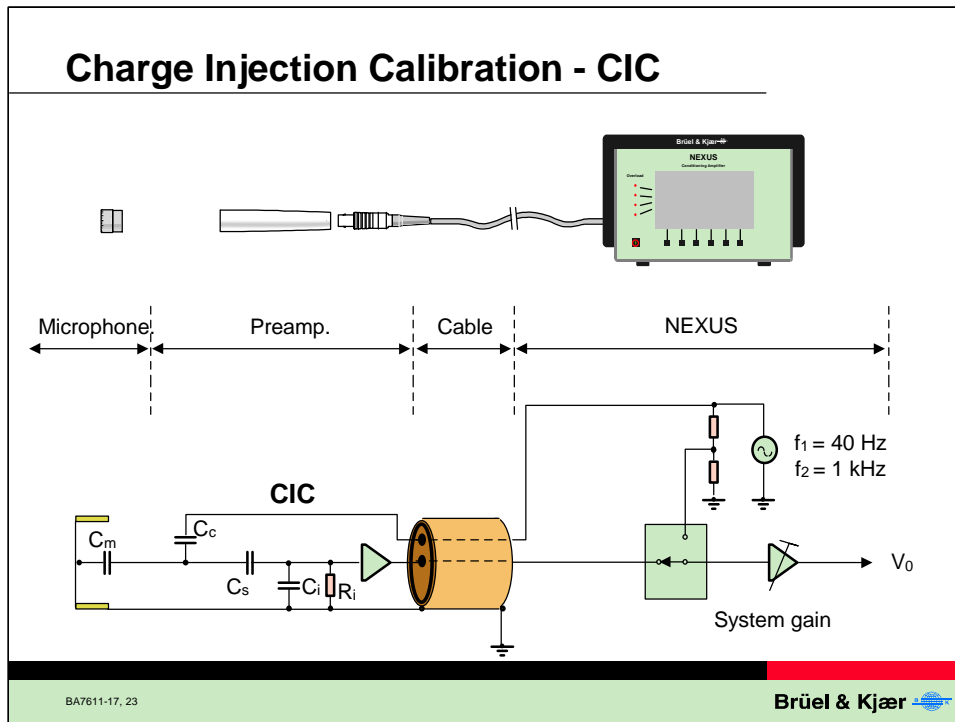 Charge Injection Calibration - CIC
Brüel & Kjær
NEXUS
Conditioning Amplifier
Overload
Microphone.
Preamp.
Cable
NEXUS
f1 = 40 Hz
f2 = 1 kHz
CIC
Cc
Cm
Cs
Ci
Ri
V0
System gain
BA7611-17, 23
Brüel & Kjær
B K